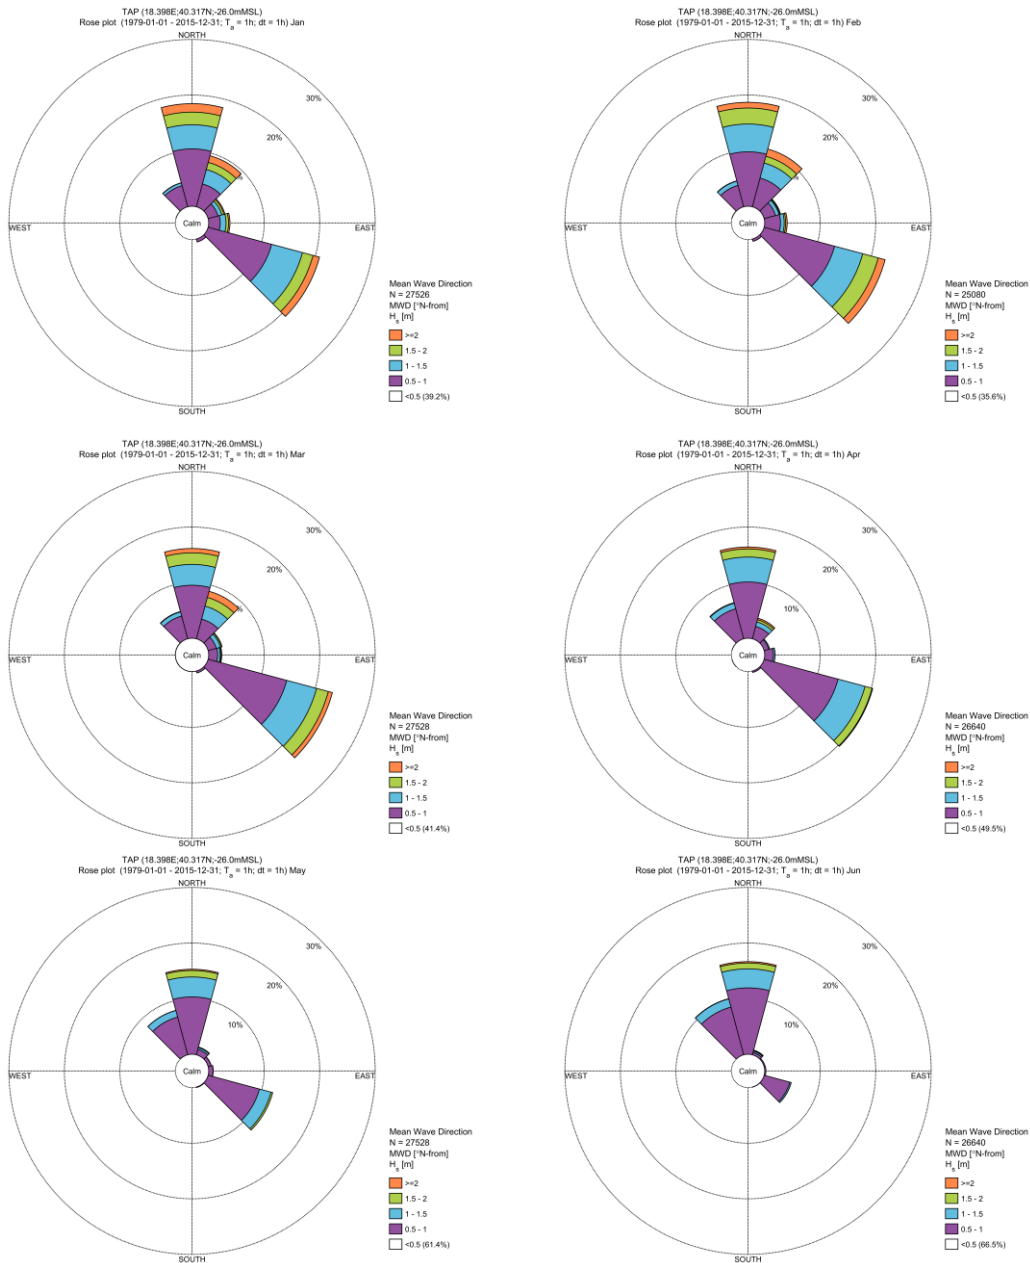 TAP (18.398E;40.317N;-26.0mMSL)
Rose plot (1979-01-01 - 2015-12-31; Ta = 1h; dt = 1h) Jan
NORTH
30%
20%
%
Calm
WEST
EAST
SOUTH
Mean Wave Direction
N = 27526
MWD [°N-from]
Hs [m]
>=2
1.5 - 2
1 - 1.5
0.5 - 1
<0.5 (39.2%)
TAP (18.398E;40.317N;-26.0mMSL)
Rose plot (1979-01-01 - 2015-12-31; Ta = 1h; dt = 1h) Feb
NORTH
30%
20%
%
Calm
WEST
EAST
SOUTH
Mean Wave Direction
N = 25080
MWD [°N-from]
Hs [m]
>=2
1.5 - 2
1 - 1.5
0.5 - 1
<0.5 (35.6%)
TAP (18.398E;40.317N;-26.0mMSL)
Rose plot (1979-01-01 - 2015-12-31; Ta = 1h; dt = 1h) Mar
NORTH
30%
20%
%
Calm
WEST
EAST
SOUTH
Mean Wave Direction
N = 27528
MWD [°N-from]
Hs [m]
>=2
1.5 - 2
1 - 1.5
0.5 - 1
<0.5 (41.4%)
TAP (18.398E;40.317N;-26.0mMSL)
Rose plot (1979-01-01 - 2015-12-31; Ta = 1h; dt = 1h) Apr
NORTH
30%
20%
10%
Calm
WEST
EAST
SOUTH
Mean Wave Direction
N = 26640
MWD [°N-from]
Hs [m]
>=2
1.5 - 2
1 - 1.5
0.5 - 1
<0.5 (49.5%)
TAP (18.398E;40.317N;-26.0mMSL)
Rose plot (1979-01-01 - 2015-12-31; Ta = 1h; dt = 1h) May
NORTH
30%
20%
10%
Calm
WEST
EAST
SOUTH
Mean Wave Direction
N = 27528
MWD [°N-from]
Hs [m]
>=2
1.5 - 2
1 - 1.5
0.5 - 1
<0.5 (61.4%)
TAP (18.398E;40.317N;-26.0mMSL)
Rose plot (1979-01-01 - 2015-12-31; Ta = 1h; dt = 1h) Jun
NORTH
30%
20%
10%
Calm
WEST
EAST
SOUTH
Mean Wave Direction
N = 26640
MWD [°N-from]
Hs [m]
>=2
1.5 - 2
1 - 1.5
0.5 - 1
<0.5 (66.5%)